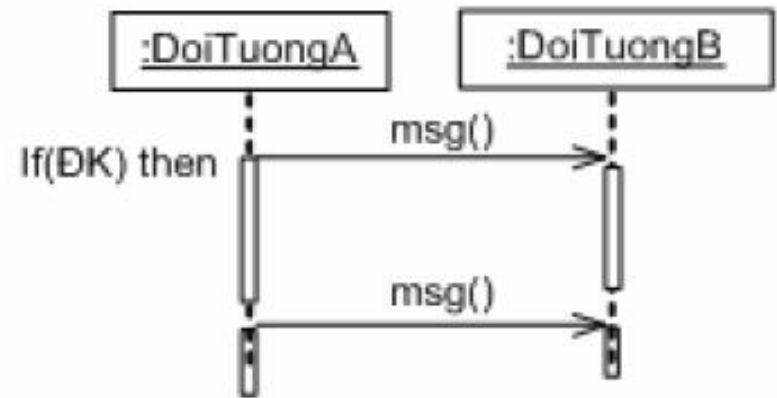 :DoiTuongA
:DoiTuongB
msg()
If(ĐK) then
msg()